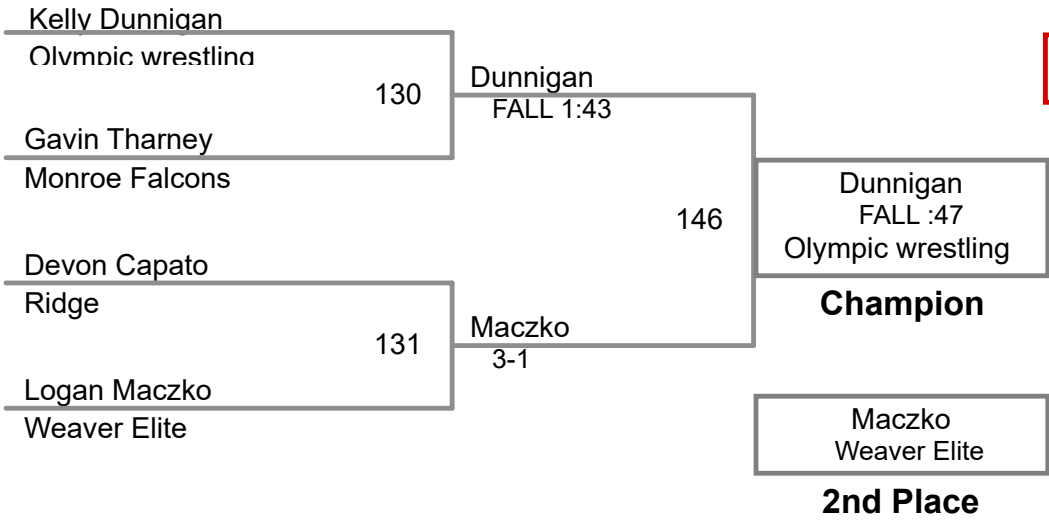 Kelly Dunnigan
Olympic wrestling
130
Gavin Tharney
Monroe Falcons
Dunnigan
FALL 1:43
146
Dunnigan
FALL :47
Olympic wrestling
Champion
Devon Capato
Ridge
131
Logan Maczko
Weaver Elite
Maczko
3-1
Maczko
Weaver Elite
2nd Place